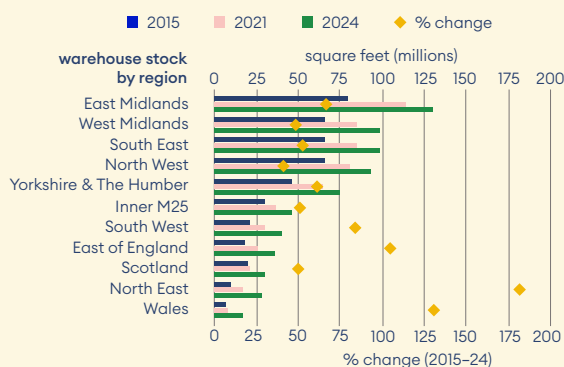 2015 2021 2024 % change
warehouse stock
by region
square feet (millions)
0 25 50 75 100 125 150 175 200
East Midlands
West Midlands
South East
North West
Yorkshire & The Humber
Inner M25
South West
East of England
Scotland
North East
Wales
0 25 50 75 100 125 150 175 200
% change (2015–24)